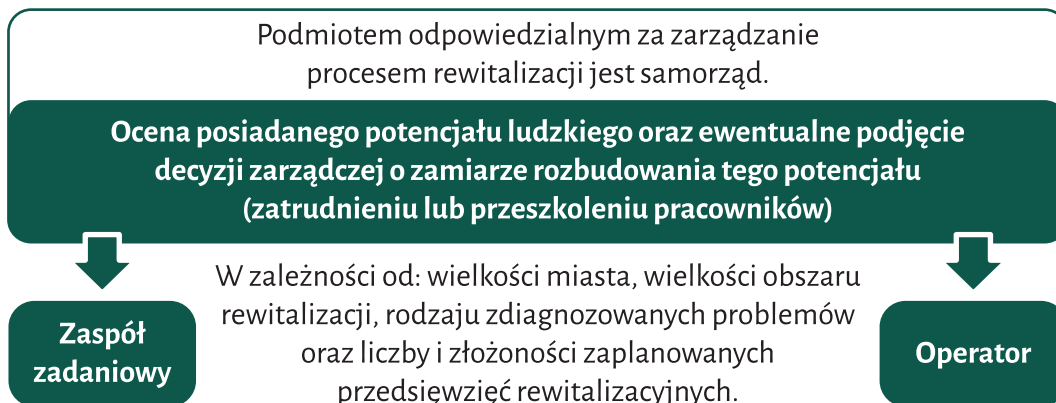 Podmiotem odpowiedzialnym za zarządzanie
procesem rewitalizacji jest samorząd.
Ocena posiadanego potencjału ludzkiego oraz ewentualne podjęcie
decyzji zarządczej o zamiarze rozbudowania tego potencjału
(zatrudnieniu lub przeszkoleniu pracowników)
W zależności od: wielkości miasta, wielkości obszaru
rewitalizacji, rodzaju zdiagnozowanych problemów
oraz liczby i złożoności zaplanowanych
przedsięwzięć rewitalizacyjnych.
Zaspół
zadaniowy
Operator